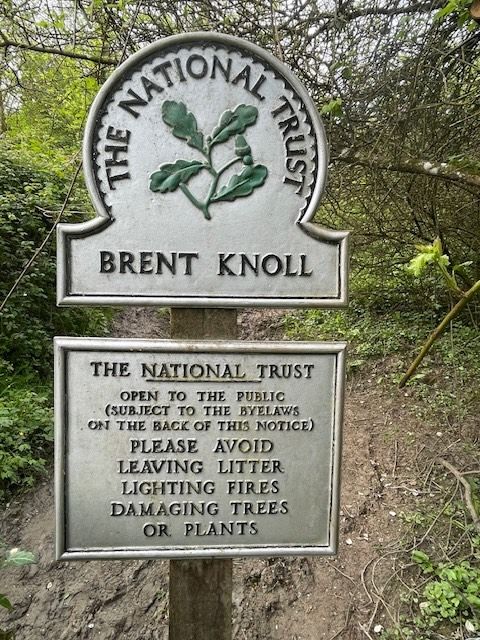 THE NATIONAL TRUST
BRENT KNOLL
THE NATIONAL TRUST
OPEN TO THE PUBLIC
(SUBJECT TO THE BYELAWS
ON THE BACK OF THIS NOTICE)
PLEASE AVOID
LEAVING LITTER
LIGHTING FIRES
DAMAGING TREES
OR PLANTS